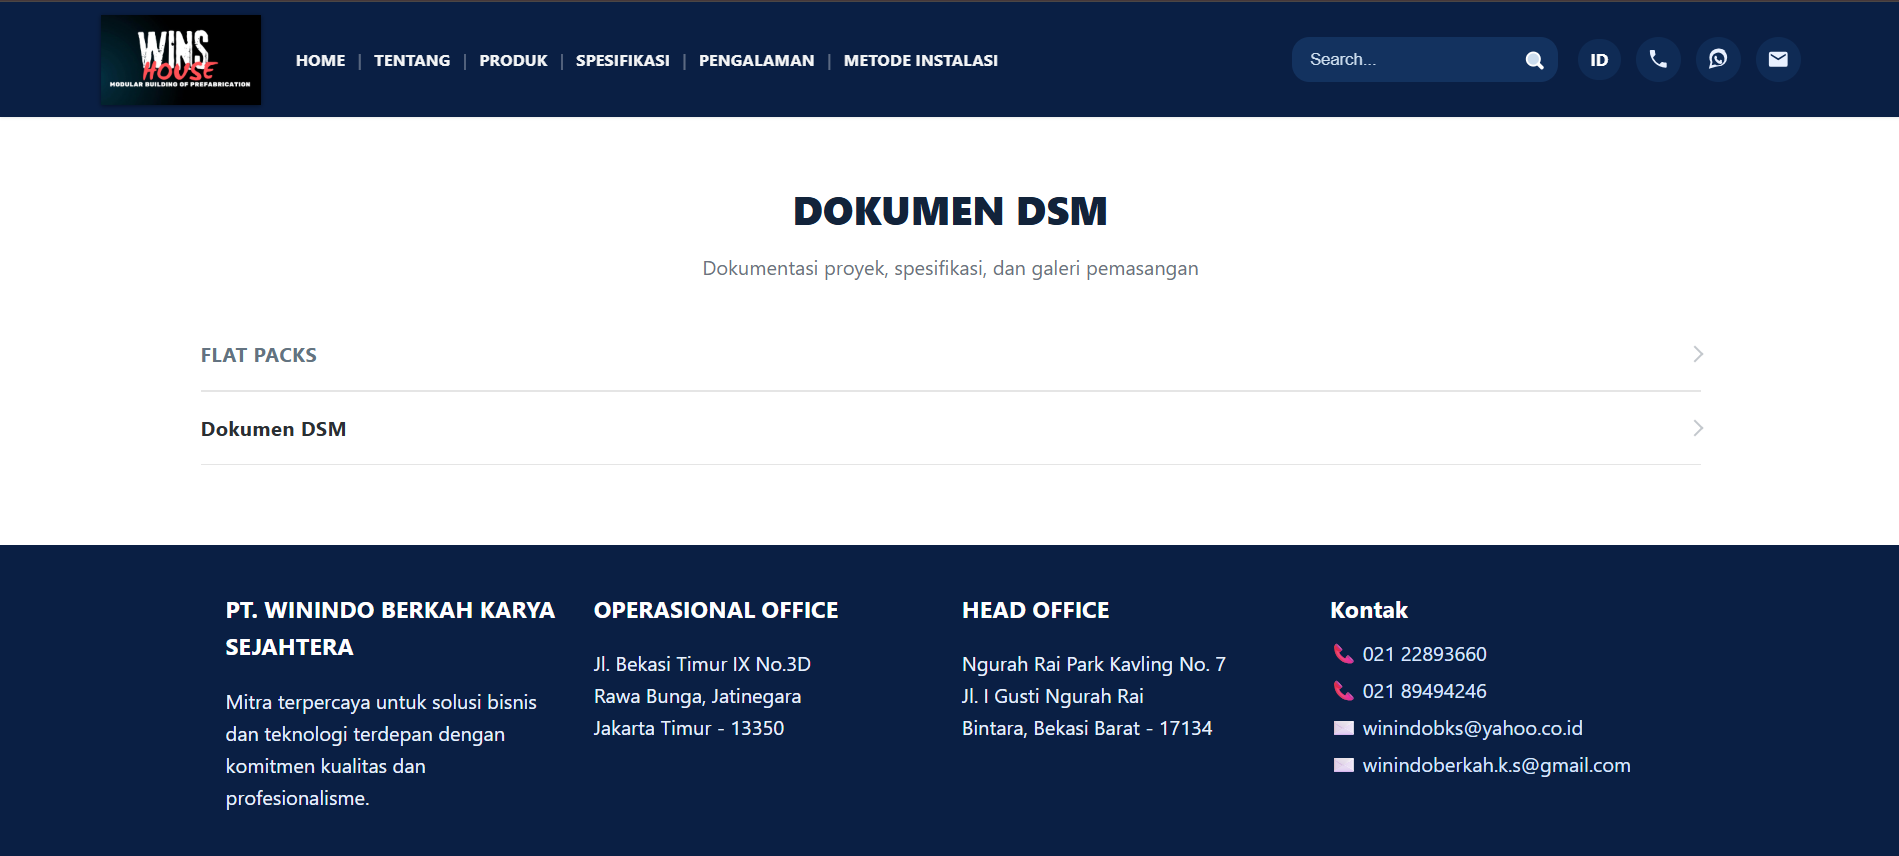 WINS
HOUSE
MODULAR BUILDING OF PREFABRICATION
HOME | TENTANG | PRODUK | SPESIFIKASI | PENGALAMAN | METODE INSTALASI
Search...
ID
DOKUMEN DSM
Dokumentasi proyek, spesifikasi, dan galeri pemasangan
FLAT PACKS
Dokumen DSM
PT. WININDO BERKAH KARYA
SEJAHTERA
Mitra terpercaya untuk solusi bisnis
dan teknologi terdepan dengan
komitmen kualitas dan
profesionalisme.
OPERASIONAL OFFICE
Jl. Bekasi Timur IX No.3D
Rawa Bunga, Jatinegara
Jakarta Timur - 13350
HEAD OFFICE
Ngurah Rai Park Kavling No. 7
Jl. I Gusti Ngurah Rai
Bintara, Bekasi Barat - 17134
Kontak
021 22893660
021 89494246
winindobks@yahoo.co.id
winindoberkah.k.s@gmail.com